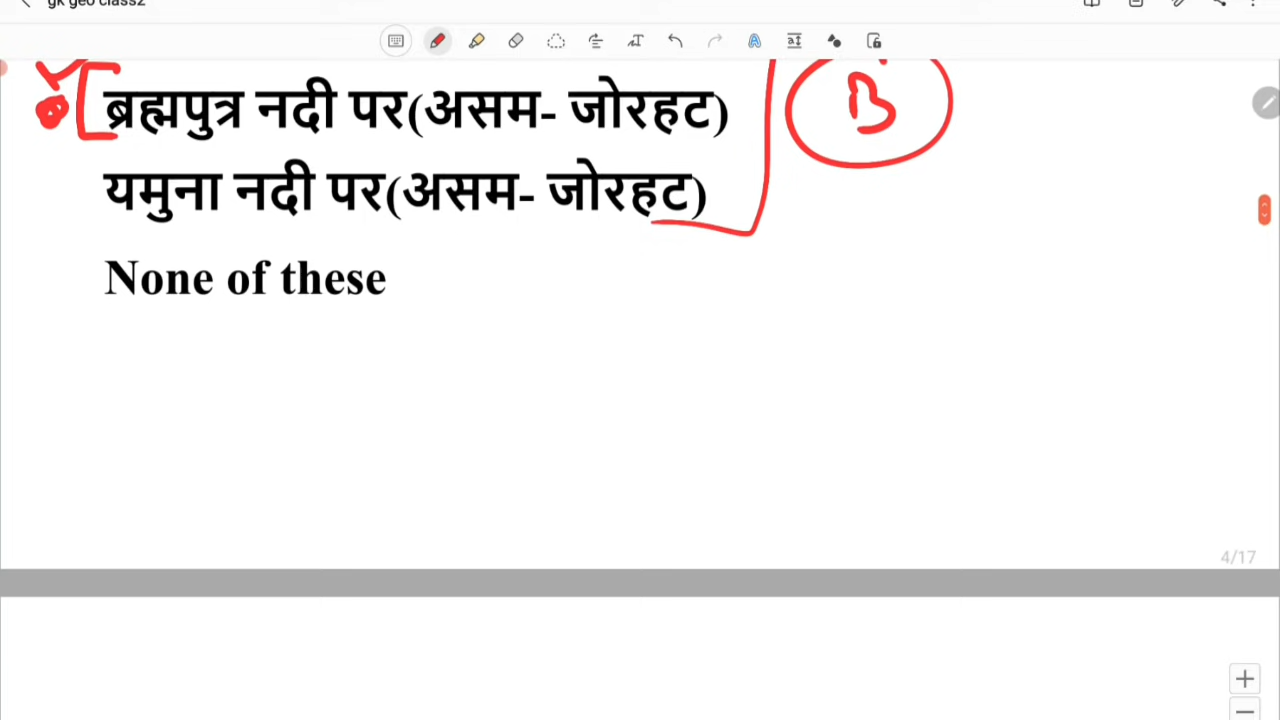 gk geo class2
ब्रह्मपुत्र नदी पर(असम- जोरहट)
B
यमुना नदी पर(असम- जोरहट)
None of these
4/17